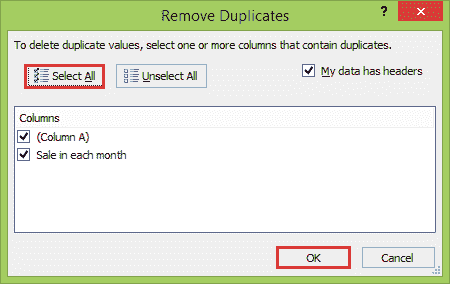 Remove Duplicates
?
To delete duplicate values, select one or more columns that contain duplicates.
Select All
Unselect All
My data has headers
Columns
(Column A)
Sale in each month
OK
Cancel